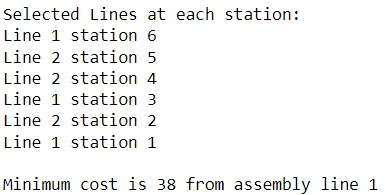 Selected Lines at each station:
Line 1 station 6
Line 2 station 5
Line 2 station 4
Line 1 station 3
Line 2 station 2
Line 1 station 1

Minimum cost is 38 from assembly line 1